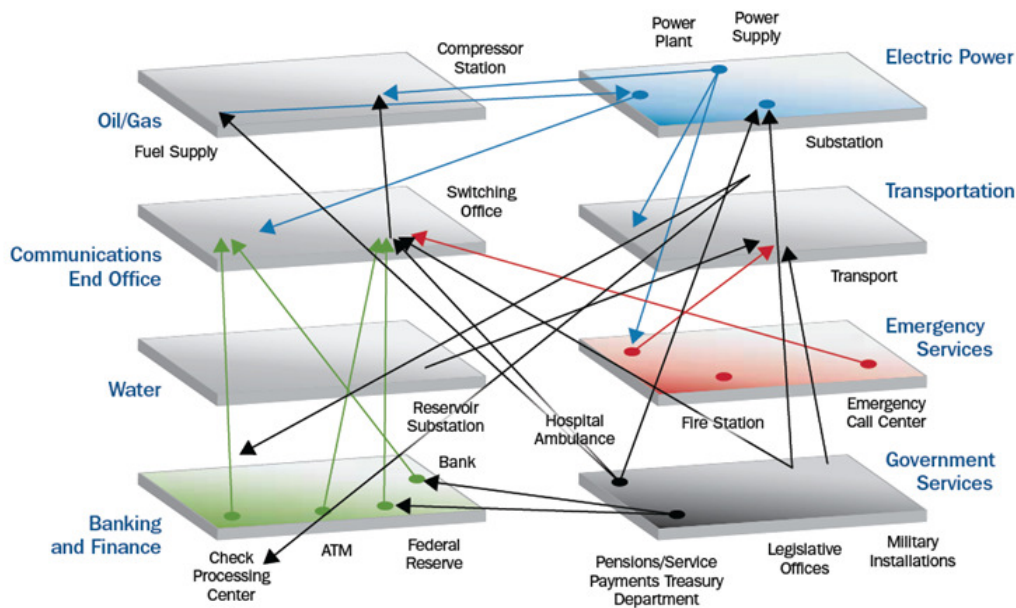 Compressor
Station
Power
Plant
Power
Supply
Electric Power
Oil/Gas
Fuel Supply
Substation
Switching
Office
Transportation
Communications
End Office
Transport
Emergency
Services
Water
Reservoir
Substation
Hospital
Ambulance
Fire Station
Emergency
Call Center
Bank
Government
Services
Banking
and Finance
Check
Processing
Center
ATM
Federal
Reserve
Pensions/Service
Payments Treasury
Department
Legislative
Offices
Military
Installations